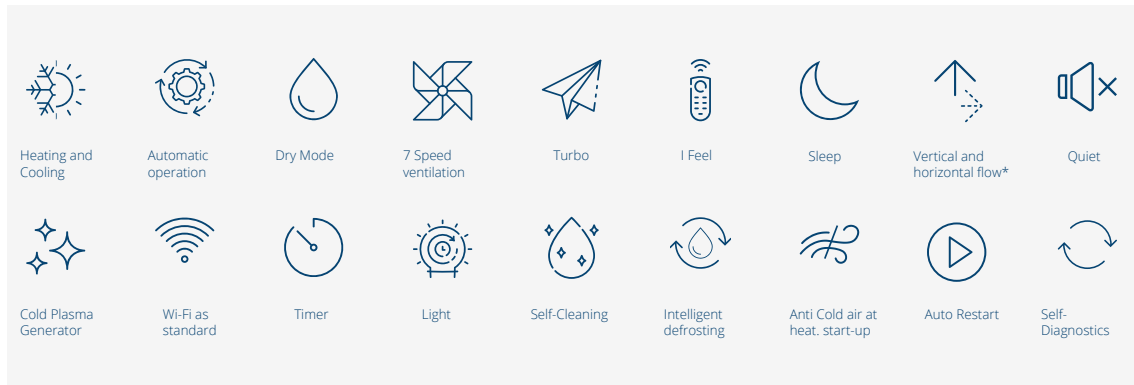 Heating and
Cooling
Automatic
operation
Dry Mode
7 Speed
ventilation
Turbo
I Feel
Sleep
Vertical and
horizontal flow*
Quiet
Cold Plasma
Generator
Wi-Fi as
standard
Timer
Light
Self-Cleaning
Intelligent
defrosting
Anti Cold air at
heat. start-up
Auto Restart
Self-
Diagnostics